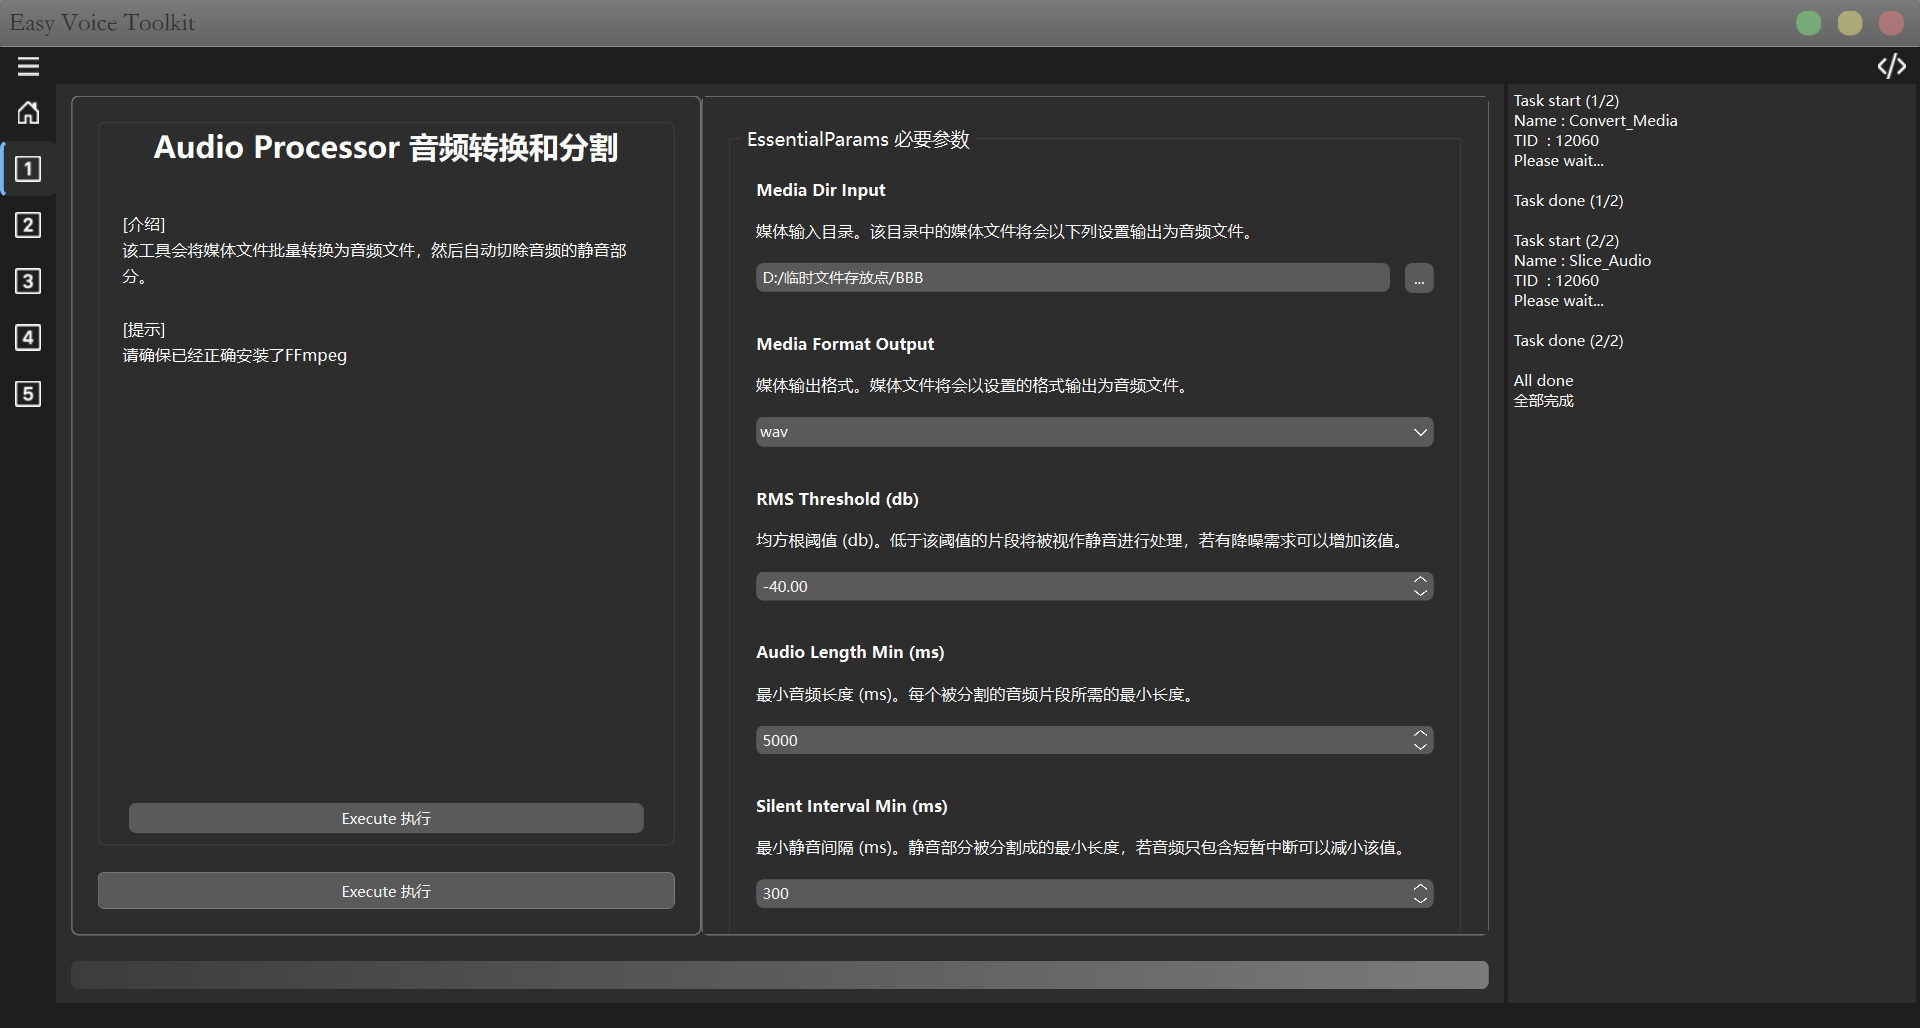 Easy Voice Toolkit
1
2
3
4
5
Audio Processor 音频转换和分割
[介绍]
该工具会将媒体文件批量转换为音频文件，然后自动切除音频的静音部
分。
[提示]
请确保已经正确安装了FFmpeg
Execute 执行
Execute 执行
EssentialParams 必要参数
Media Dir Input
媒体输入目录。该目录中的媒体文件将会以下列设置输出为音频文件。
D:/临时文件存放点/BBB
...
Media Format Output
媒体输出格式。媒体文件将会以设置的格式输出为音频文件。
wav
RMS Threshold (db)
均方根阈值 (db)。低于该阈值的片段将被视作静音进行处理，若有降噪需求可以增加该值。
-40.00
Audio Length Min (ms)
最小音频长度 (ms)。每个被分割的音频片段所需的最小长度。
5000
Silent Interval Min (ms)
最小静音间隔 (ms)。静音部分被分割成的最小长度，若音频只包含短暂中断可以减小该值。
300
Task start (1/2)
Name : Convert_Media
TID  : 12060
Please wait...
Task done (1/2)
Task start (2/2)
Name : Slice_Audio
TID  : 12060
Please wait...
Task done (2/2)
All done
全部完成